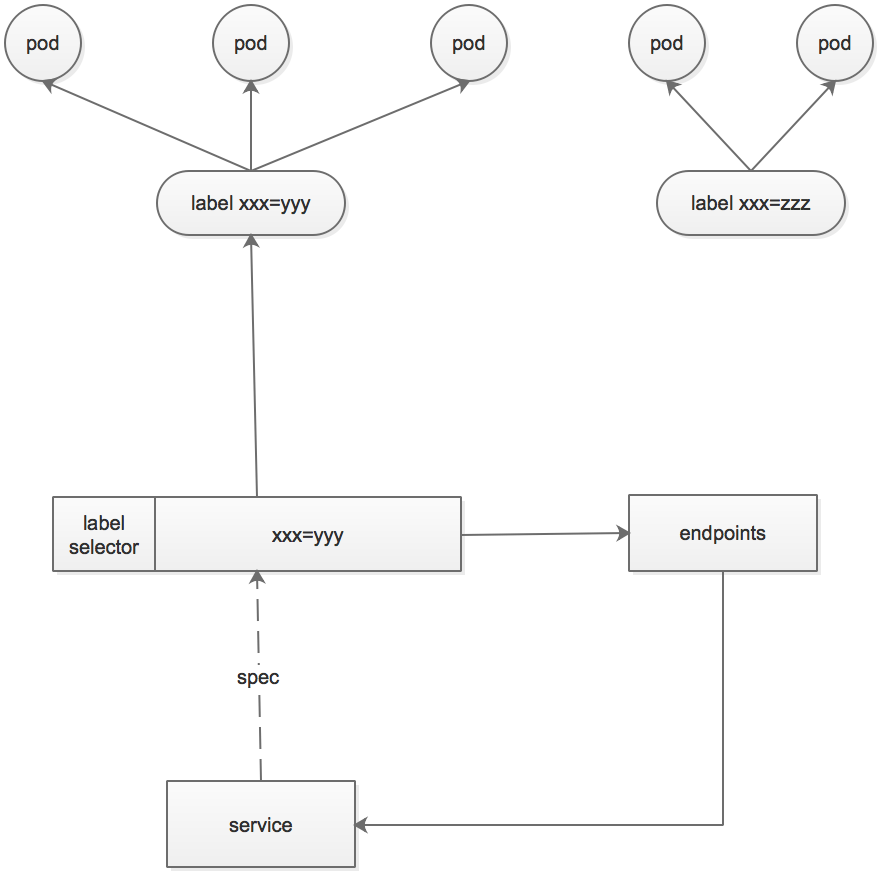 pod
pod
pod
pod
pod
label xxx=yyy
label xxx=zzz
label
selector
xxx=yyy
endpoints
spec
service